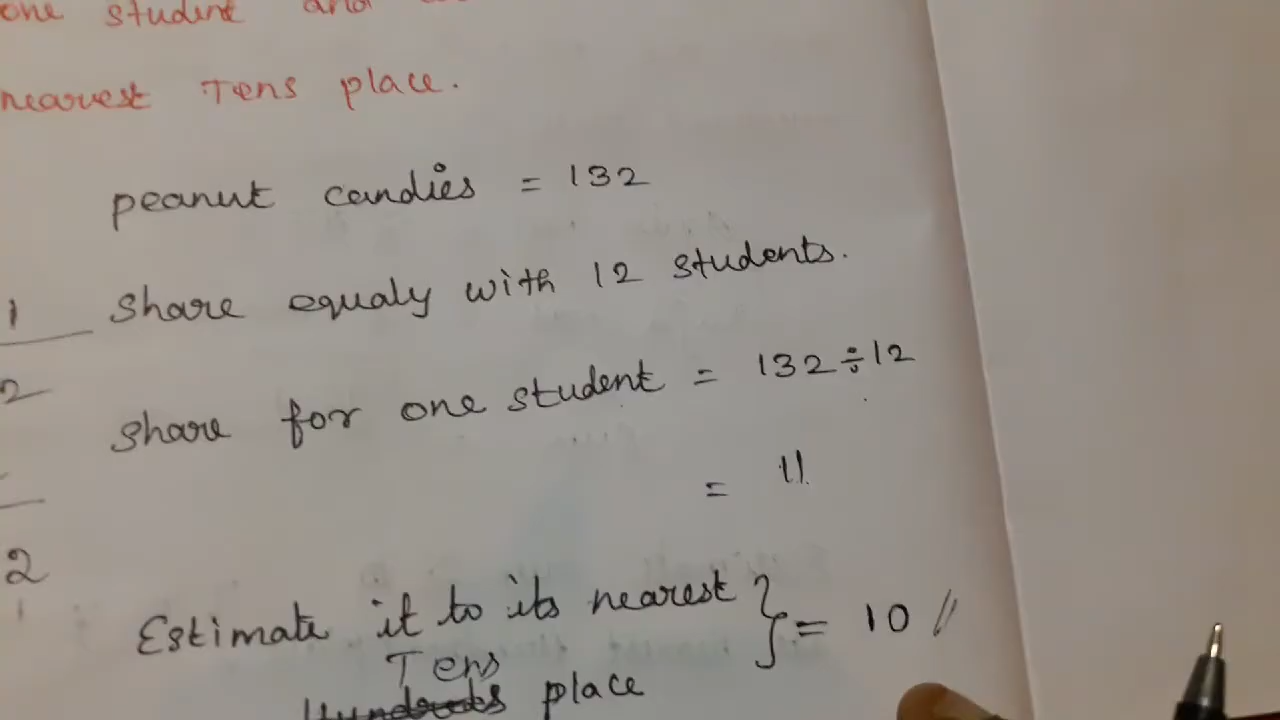 one student and
nearest Tens place.
peanut candies = 132
1 Share equaly with 12 students.
2
Share for one student = 132÷12
= 11
2
Estimate it to its nearest } = 10 //
Tens
place